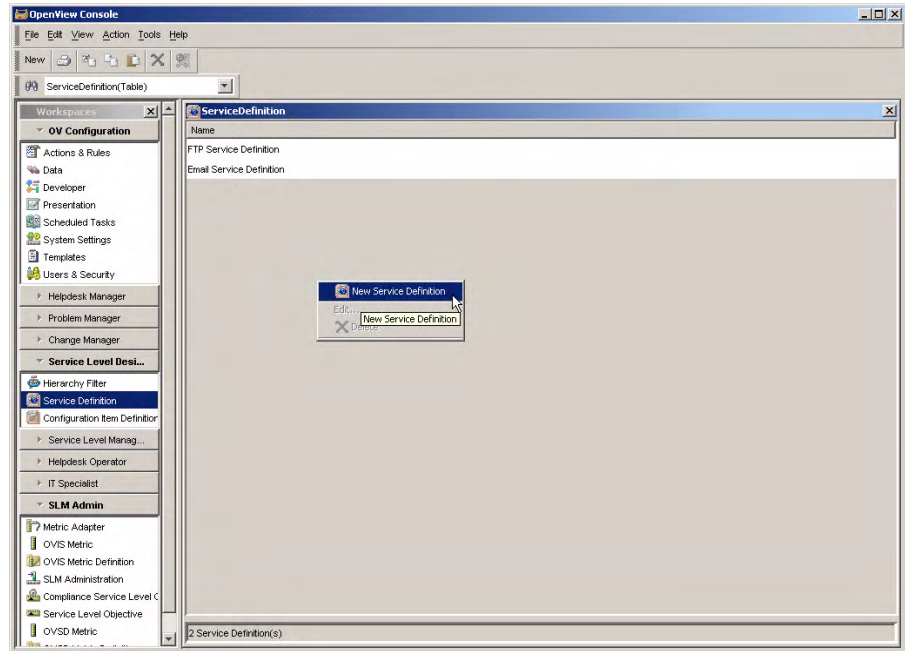 OpenView Console
File Edit View Action Tools Help
New
ServiceDefinition(Table)
Workspaces
OV Configuration
Actions & Rules
Data
Developer
Presentation
Scheduled Tasks
System Settings
Templates
Users & Security
Helpdesk Manager
Problem Manager
Change Manager
Service Level Desi...
Hierarchy Filter
Service Definition
Configuration Item Definition
Service Level Manag...
Helpdesk Operator
IT Specialist
SLM Admin
Metric Adapter
OVIS Metric
OVIS Metric Definition
SLM Administration
Compliance Service Level C
Service Level Objective
OVSD Metric
ServiceDefinition
Name
FTP Service Definition
Email Service Definition
New Service Definition
Edit...
New Service Definition
Delete
2 Service Definition(s)